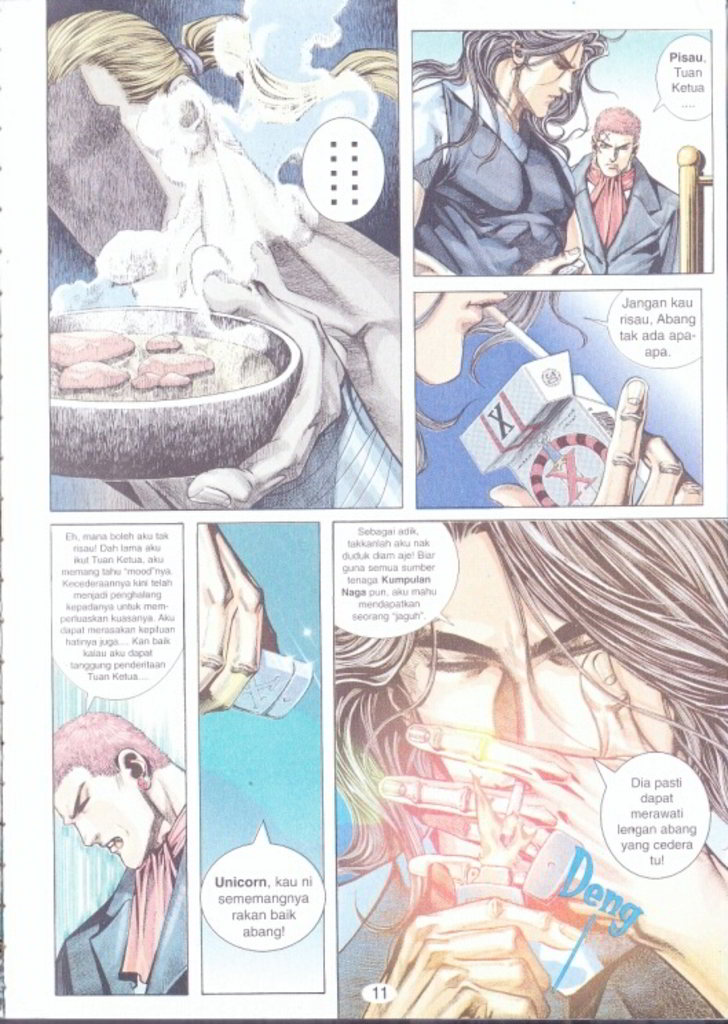 Pisau,
Tuan
Ketua
....
Jangan kau
risau, Abang
tak ada apa-
apa.
X
X
Eh, mana boleh aku tak
risau! Dah lama aku
ikut Tuan Ketua, aku
memang tahu "mood"nya.
Kecederaannya kini telah
menjadi penghalang
kepadanya untuk mem-
perluaskan kuasanya. Aku
dapat merasakan kepiluan
hatinya juga.... Kan baik
kalau aku dapat
tanggung penderitaan
Tuan Ketua....
Unicorn, kau ni
sememangnya
rakan baik
abang!
Sebagai adik,
takkanlah aku nak
duduk diam aje! Biar
guna semua sumber
tenaga Kumpulan
Naga pun, aku mahu
mendapatkan
seorang "jaguh".
Dia pasti
dapat
merawati
lengan abang
yang cedera
tu!
Deng
11